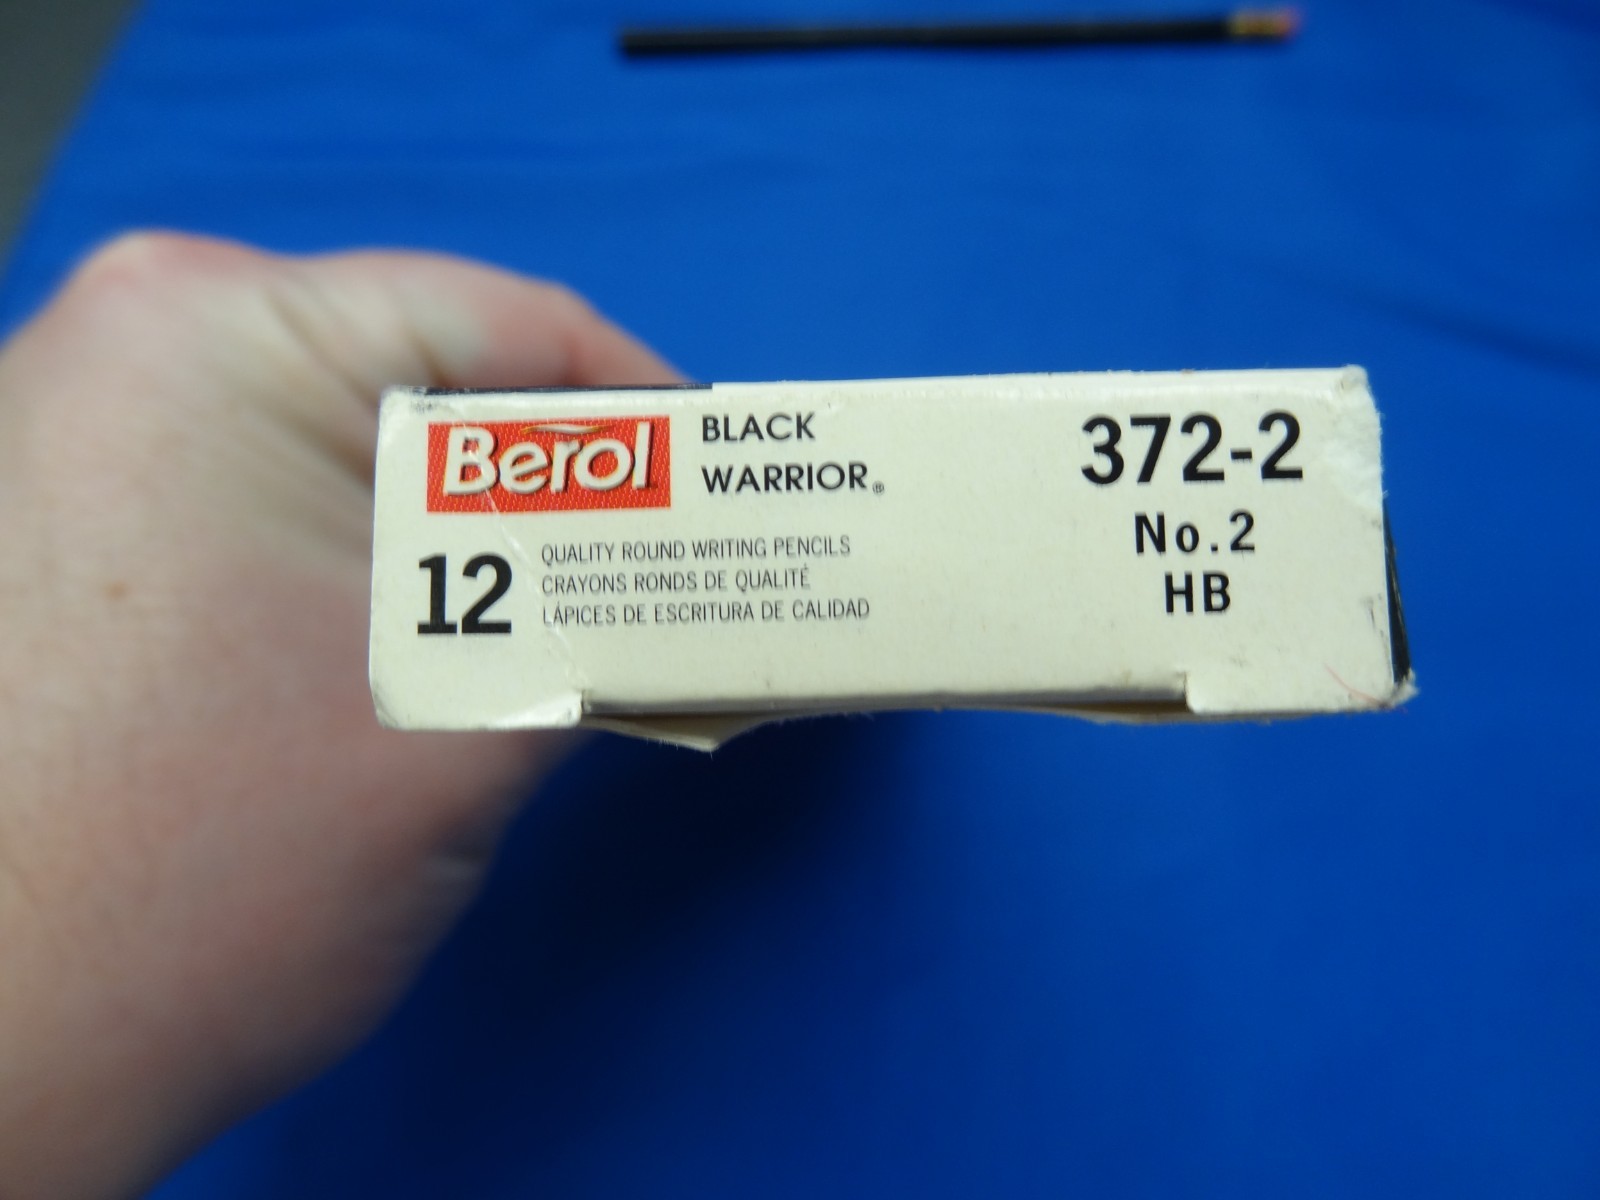 Berol
BLACK
WARRIOR®
12
QUALITY ROUND WRITING PENCILS
CRAYONS RONDS DE QUALITÉ
LÁPICES DE ESCRITURA DE CALIDAD
372-2
No.2
HB